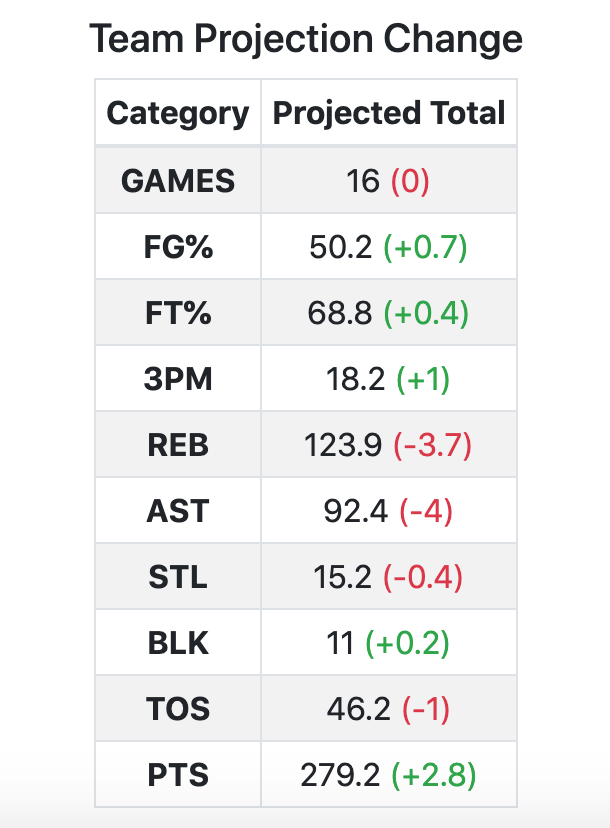 Team Projection Change
Category Projected Total
GAMES 16 (0)
FG% 50.2 (+0.7)
FT% 68.8 (+0.4)
3PM 18.2 (+1)
REB 123.9 (-3.7)
AST 92.4 (-4)
STL 15.2 (-0.4)
BLK 11 (+0.2)
TOS 46.2 (-1)
PTS 279.2 (+2.8)